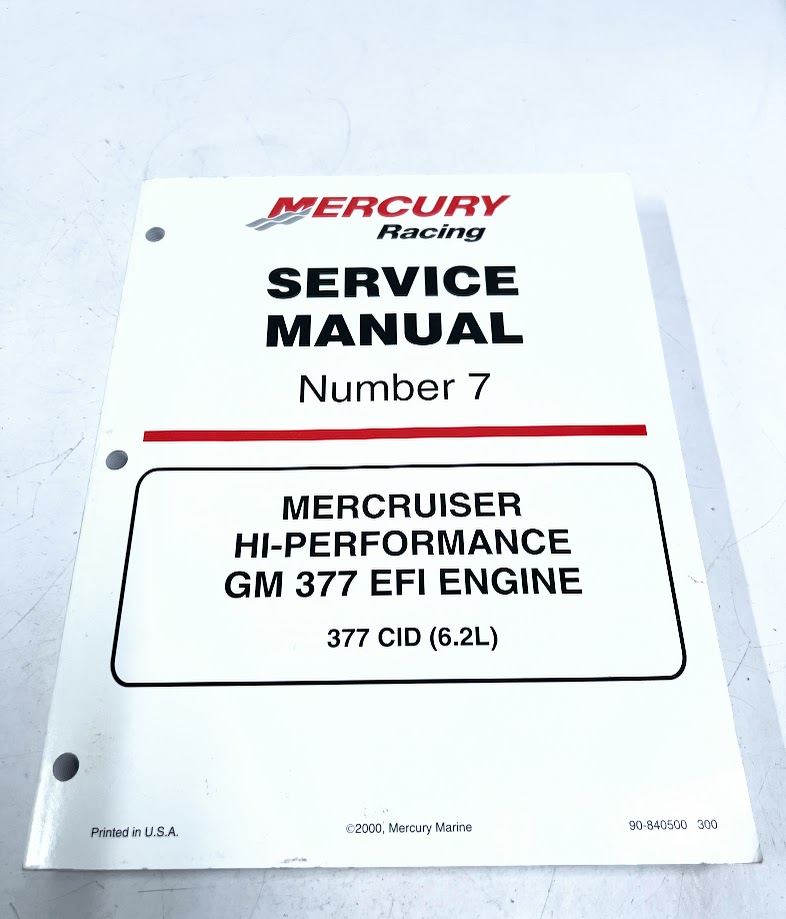 MERCURY
Racing
SERVICE
MANUAL
Number 7
MERCRUISER
HI-PERFORMANCE
GM 377 EFI ENGINE
377 CID (6.2L)
Printed in U.S.A. ©2000, Mercury Marine 90-840500 300